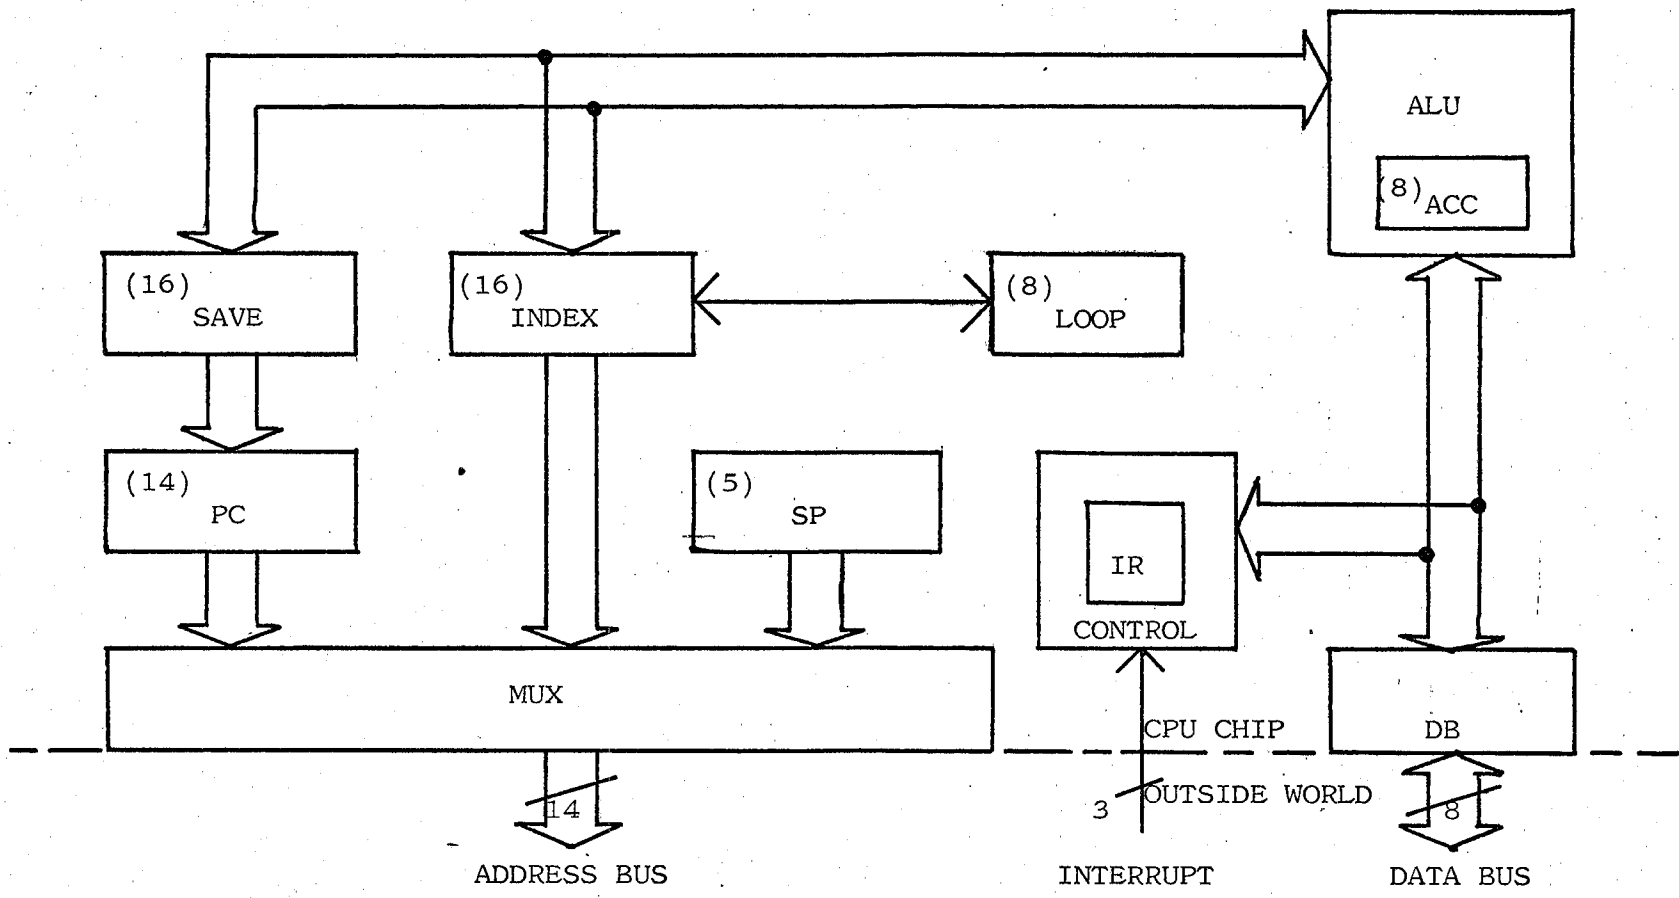 ALU
(8) ACC
(16)
SAVE
(16)
INDEX
(8)
LOOP
(14)
PC
(5)
SP
IR
CONTROL
MUX
DB
CPU CHIP
14
3
OUTSIDE WORLD
8
ADDRESS BUS
INTERRUPT
DATA BUS